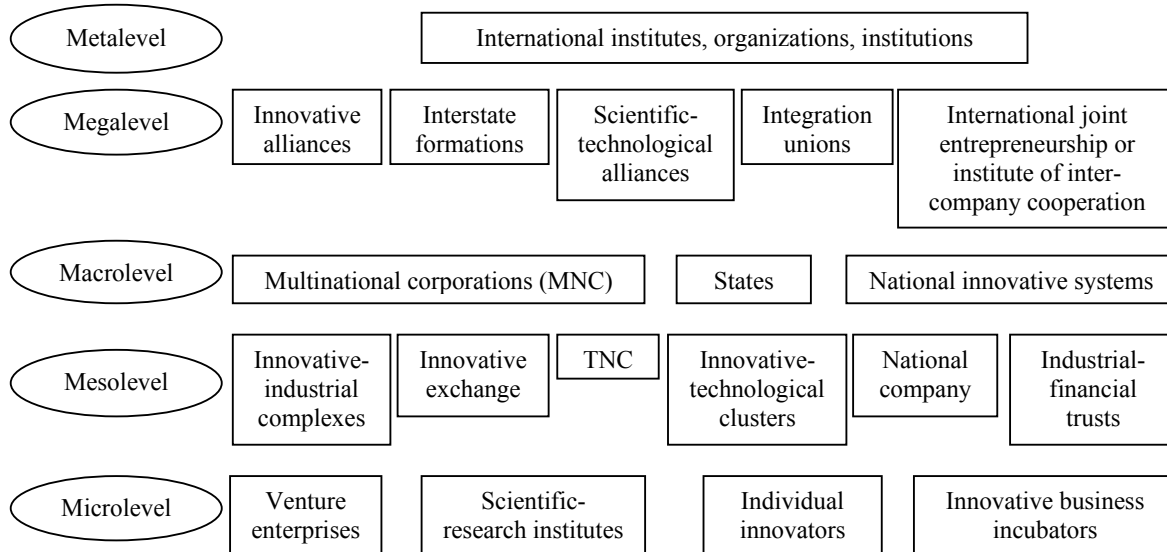 Metalevel
International institutes, organizations, institutions
Megalevel
Innovative
alliances
Interstate
formations
Scientific-
technological
alliances
Integration
unions
International joint
entrepreneurship or
institute of inter-
company cooperation
Macrolevel
Multinational corporations (MNC)
States
National innovative systems
Mesolevel
Innovative-
industrial
complexes
Innovative
exchange
TNC
Innovative-
technological
clusters
National
company
Industrial-
financial
trusts
Microlevel
Venture
enterprises
Scientific-
research institutes
Individual
innovators
Innovative business
incubators